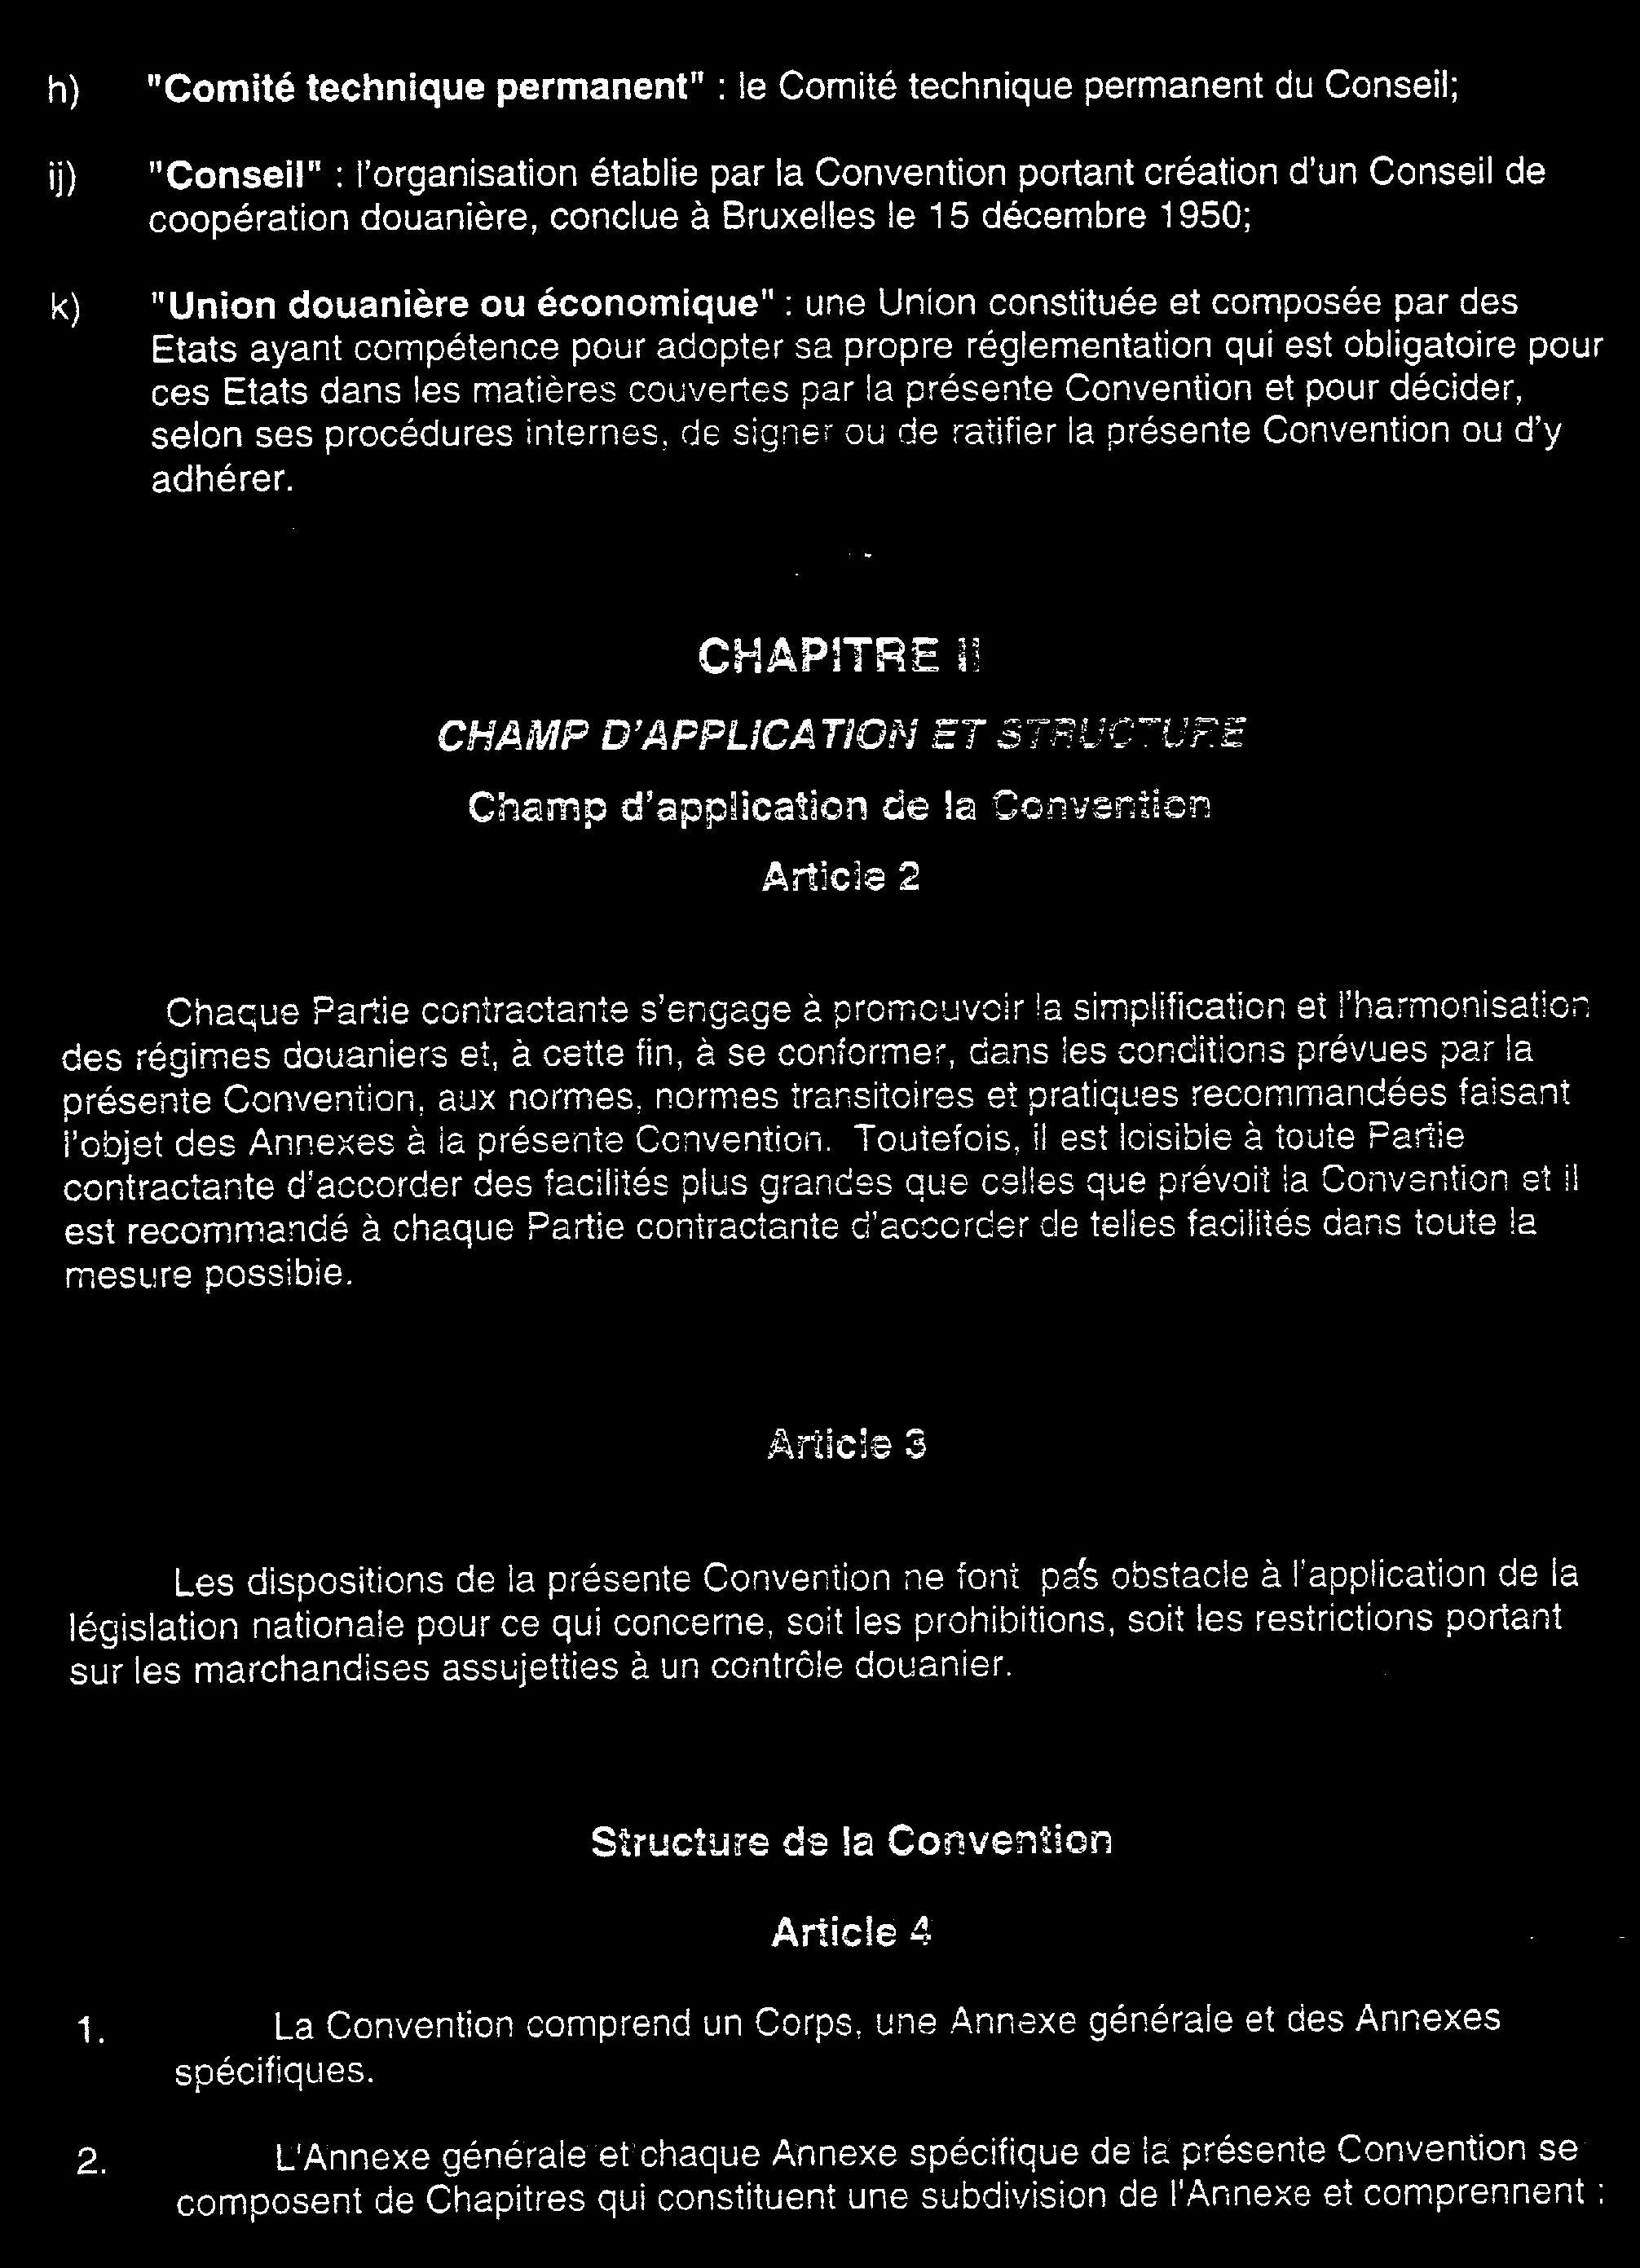 h) "Comité technique permanent" : le Comité technique permanent du Conseil;
ij) "Conseil" : l'organisation établie par la Convention portant création d'un Conseil de
coopération douanière, conclue à Bruxelles le 15 décembre 1950;
k) "Union douanière ou économique" : une Union constituée et composée par des
Etats ayant compétence pour adopter sa propre réglementation qui est obligatoire pour
ces Etats dans les matières couvertes par la présente Convention et pour décider,
selon ses procédures internes, de signer ou de ratifier la présente Convention ou d'y
adhérer.
CHAPITRE II
CHAMP D'APPLICATION ET STRUCTURE
Champ d'application de la Convention
Article 2
Chaque Partie contractante s'engage à promouvoir la simplification et l'harmonisation
des régimes douaniers et, à cette fin, à se conformer, dans les conditions prévues par la
présente Convention, aux normes, normes transitoires et pratiques recommandées faisant
l'objet des Annexes à la présente Convention. Toutefois, il est loisible à toute Partie
contractante d'accorder des facilités plus grandes que celles que prévoit la Convention et il
est recommandé à chaque Partie contractante d'accorder de telles facilités dans toute la
mesure possible.
Article 3
Les dispositions de la présente Convention ne font pas obstacle à l'application de la
législation nationale pour ce qui concerne, soit les prohibitions, soit les restrictions portant
sur les marchandises assujetties à un contrôle douanier.
Structure de la Convention
Article 4
1. La Convention comprend un Corps, une Annexe générale et des Annexes
spécifiques.
2. L'Annexe générale et chaque Annexe spécifique de la présente Convention se
composent de Chapitres qui constituent une subdivision de l'Annexe et comprennent :